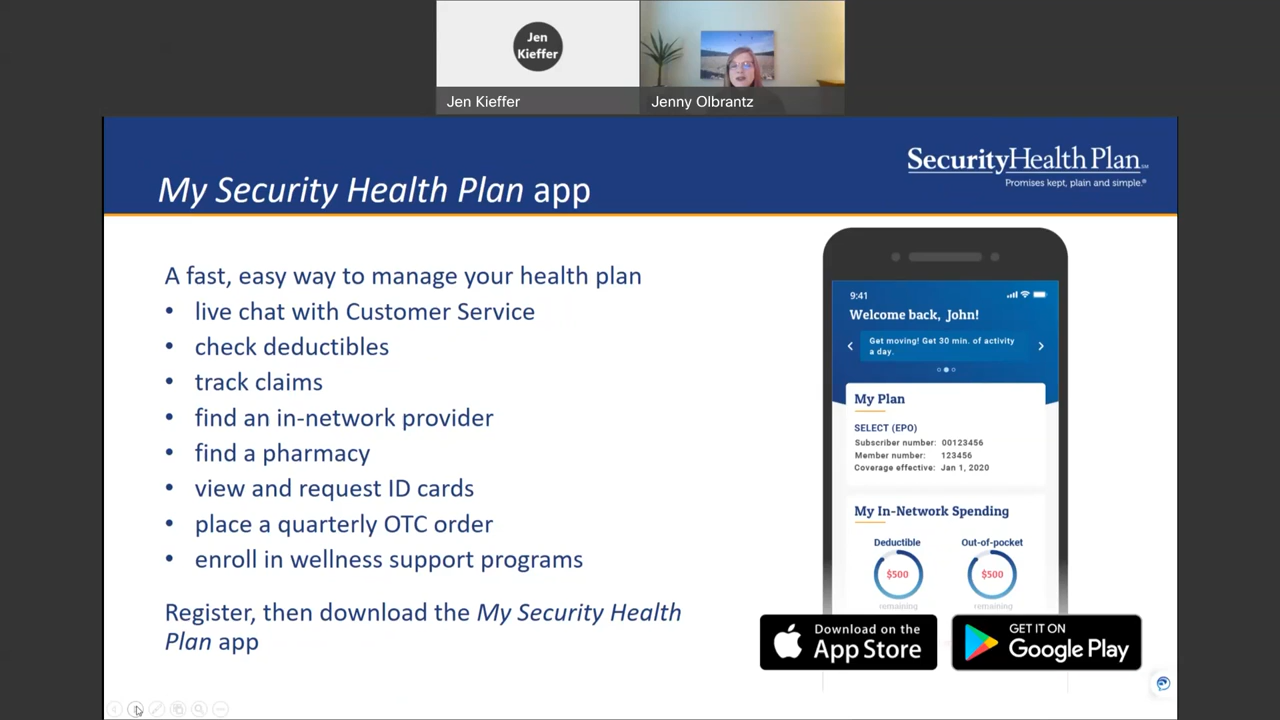 Jen
Kieffer
Jen Kieffer
Jenny Olbrantz
My Security Health Plan app
SecurityHealth Plan℠
Promises kept, plain and simple.®
A fast, easy way to manage your health plan
• live chat with Customer Service
• check deductibles
• track claims
• find an in-network provider
• find a pharmacy
• view and request ID cards
• place a quarterly OTC order
• enroll in wellness support programs
Register, then download the My Security Health
Plan app
9:41
Welcome back, John!
Get moving! Get 30 min. of activity
a day.
My Plan
SELECT (EPO)
Subscriber number: 00123456
Member number: 123456
Coverage effective: Jan 1, 2020
My In-Network Spending
Deductible Out-of-pocket
$500 $500
remaining remaining
Download on the
App Store
GET IT ON
Google Play